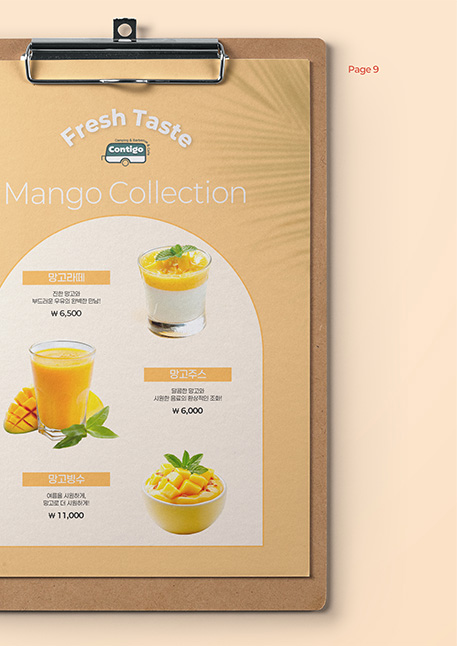 Page 9
Fresh Taste
Contigo
Mango Collection
망고라떼
진한 망고와
부드러운 우유의 완벽한 만남!
₩ 6,500
망고주스
달콤한 망고와
시원한 음료의 환상적인 조화!
₩ 6,000
망고빙수
여름을 시원하게,
망고로 더 시원하게!
₩ 11,000